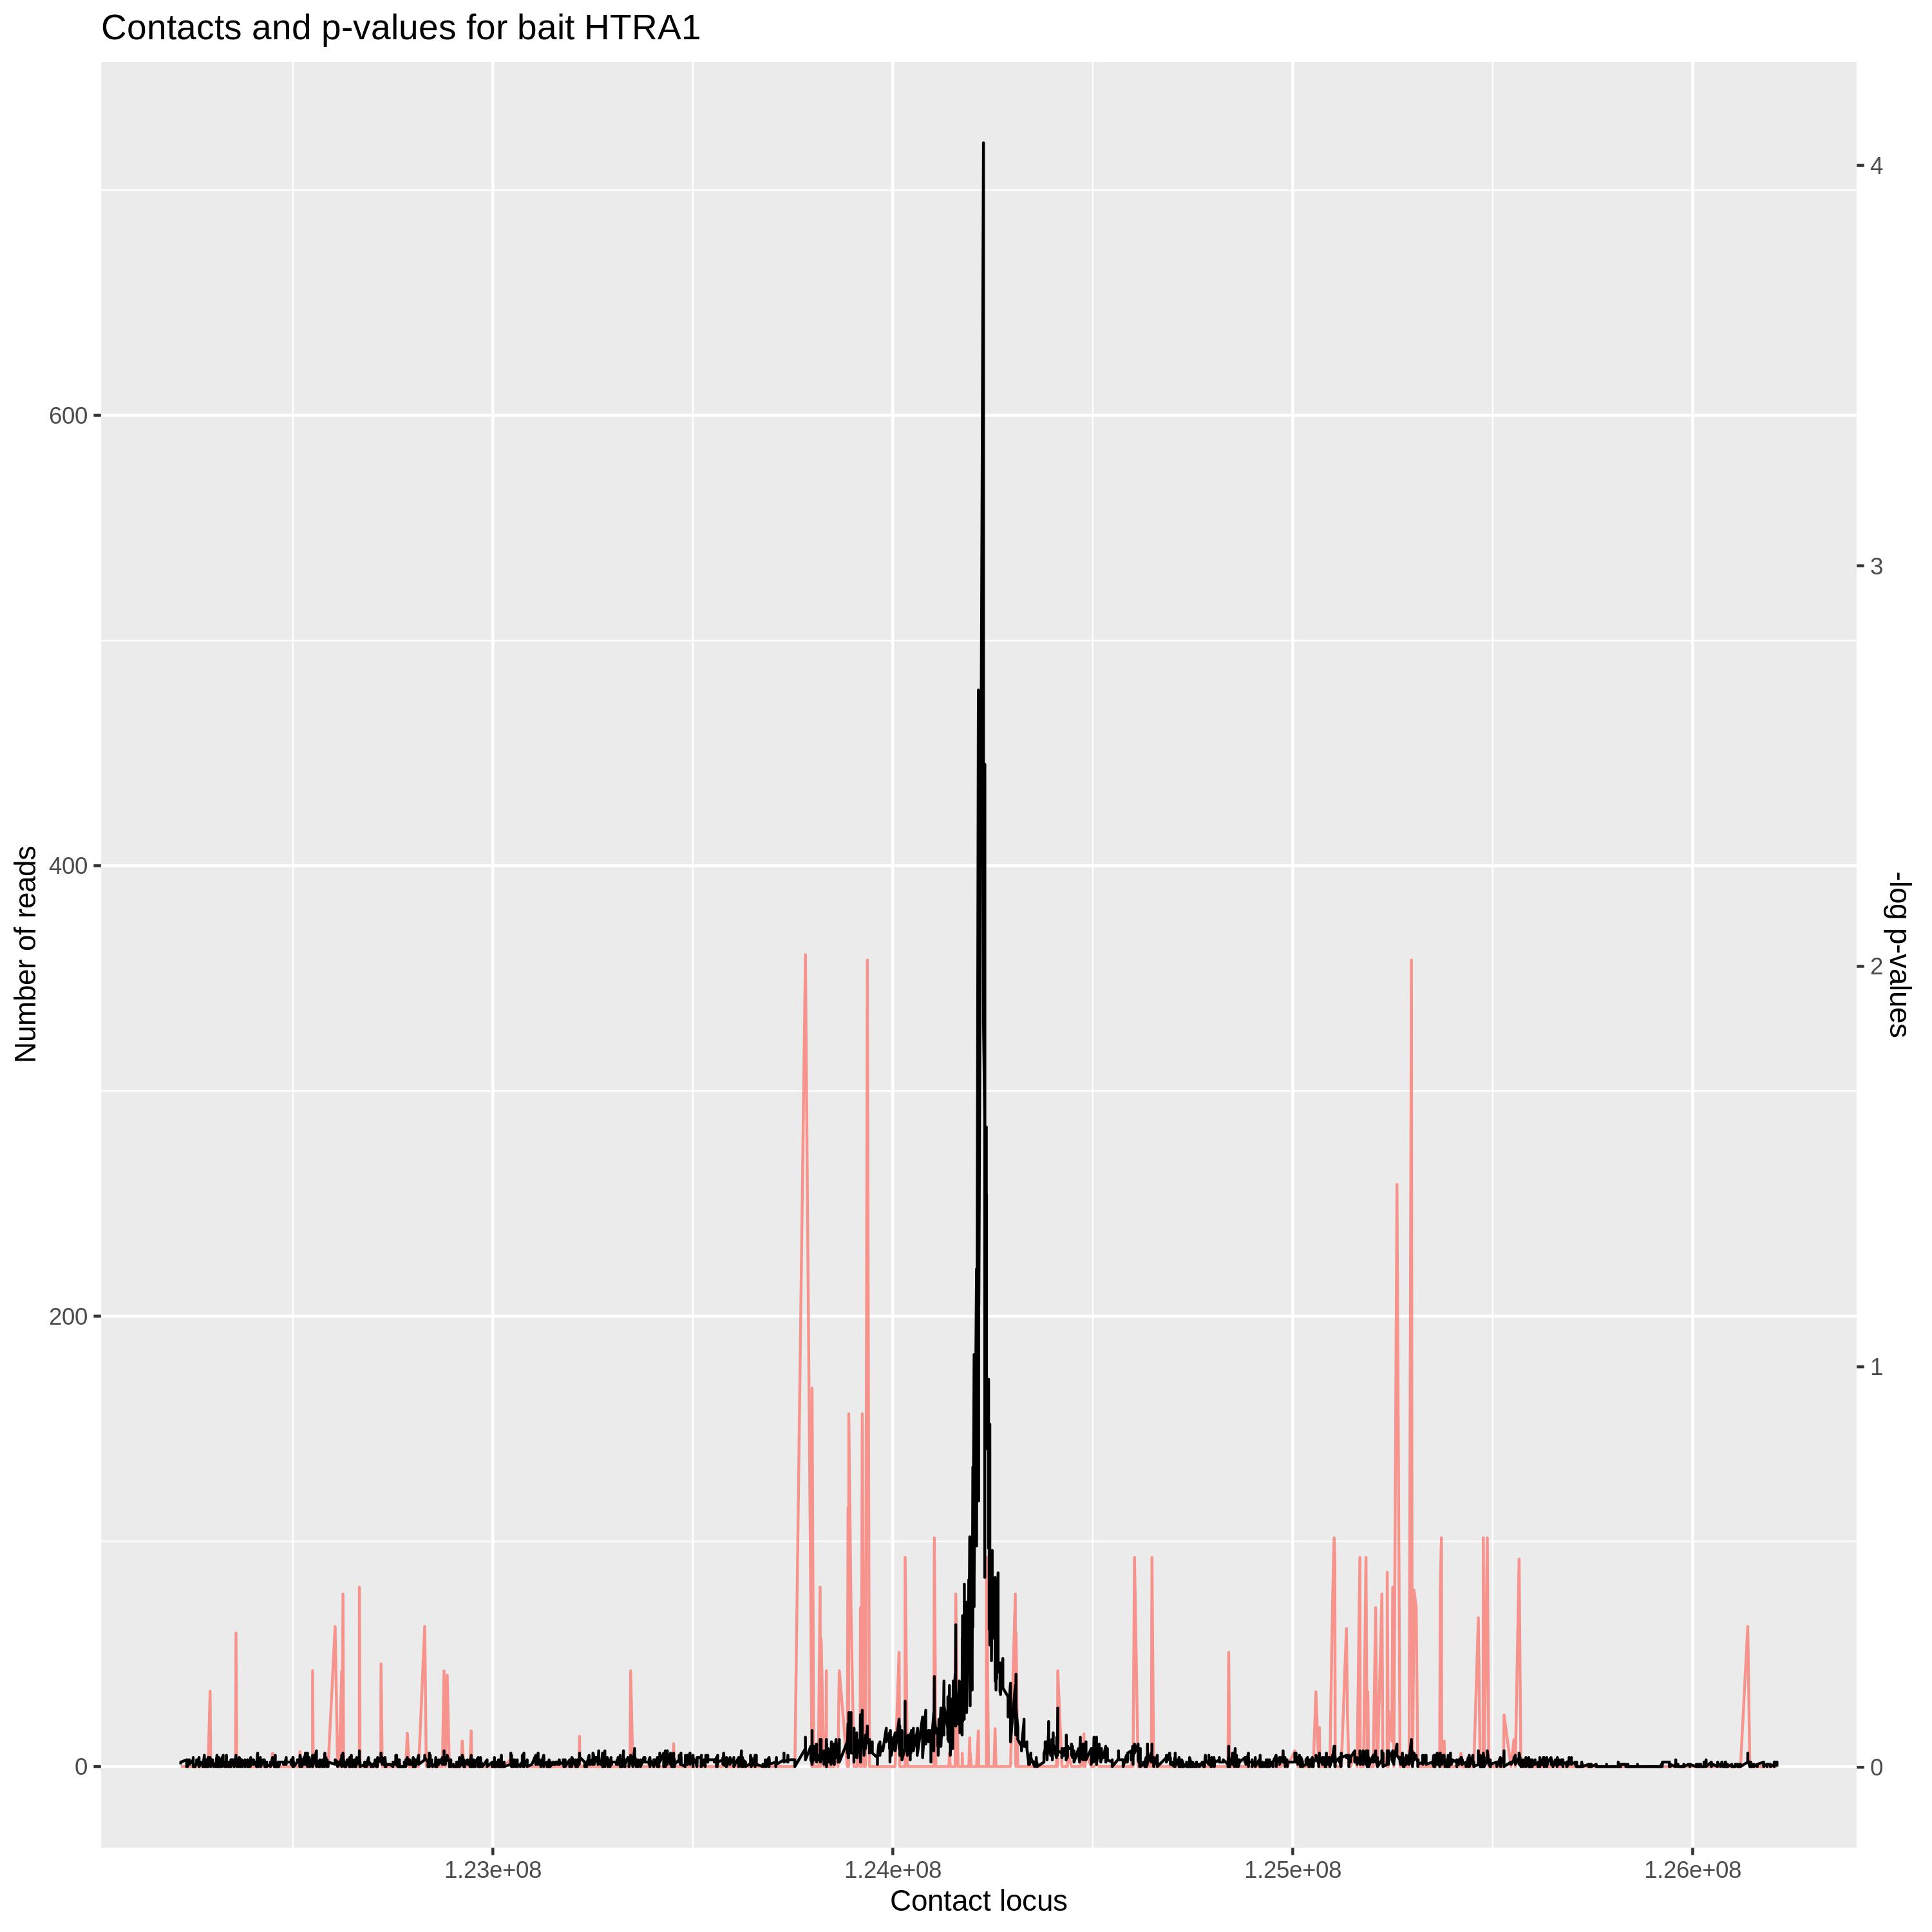 Contacts and p-values for bait HTRA1
Number of reads
600
400
200
0
4
3
2
1
0
-log p-values
1.23e+08
1.24e+08
1.25e+08
1.26e+08
Contact locus